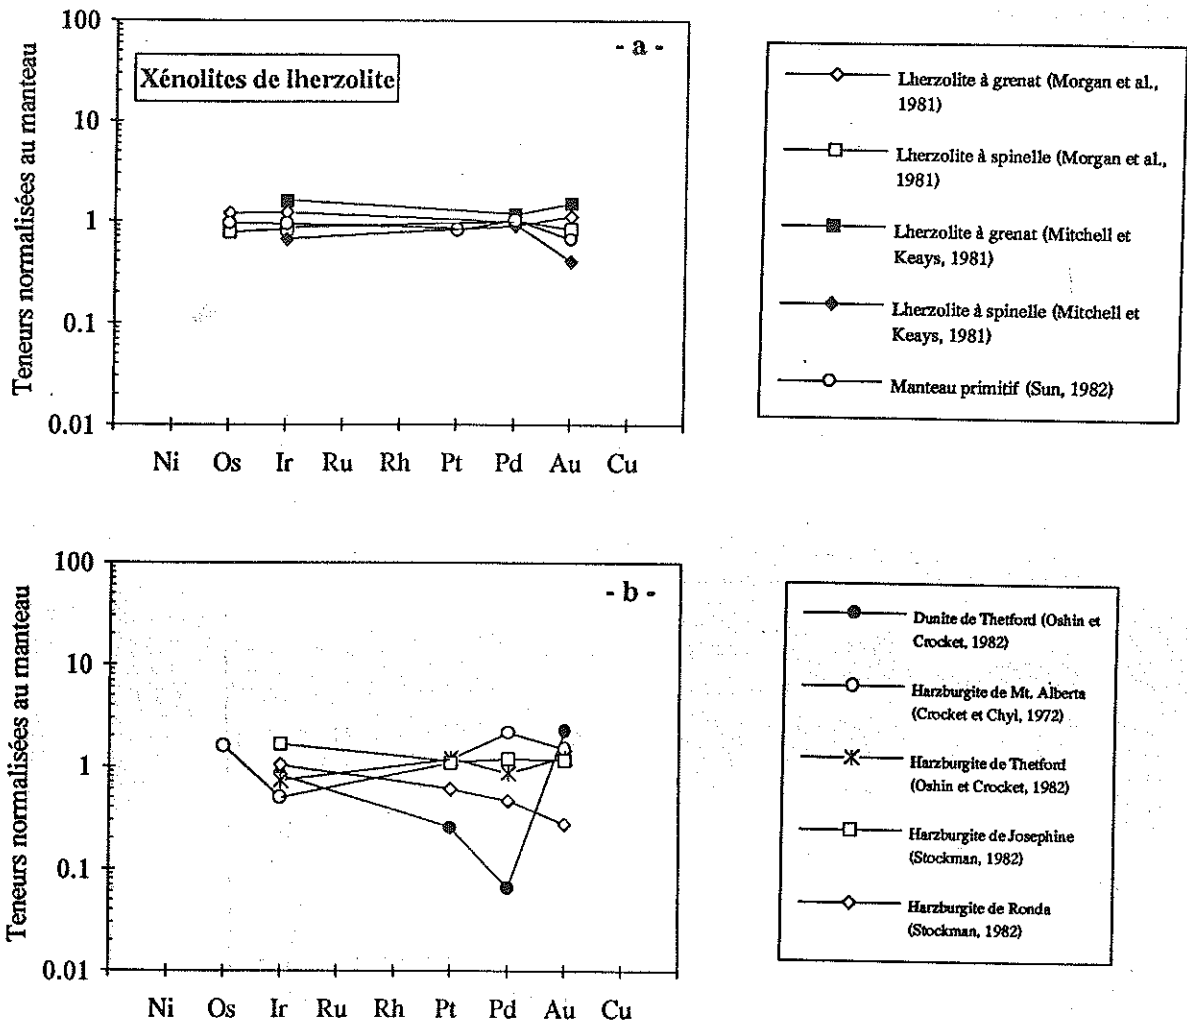 - a -
Xénolites de lherzolite
Teneurs normalisées au manteau
100
10
1
0.1
0.01
Ni Os Ir Ru Rh Pt Pd Au Cu
Lherzolite à grenat (Morgan et al.,
1981)
Lherzolite à spinelle (Morgan et al.,
1981)
Lherzolite à grenat (Mitchell et
Keays, 1981)
Lherzolite à spinelle (Mitchell et
Keays, 1981)
Manteau primitif (Sun, 1982)
- b -
Teneurs normalisées au manteau
100
10
1
0.1
0.01
Ni Os Ir Ru Rh Pt Pd Au Cu
Dunite de Thetford (Oshin et
Crocket, 1982)
Harzburgite de Mt. Alberta
(Crocket et Chyi, 1972)
Harzburgite de Thetford
(Oshin et Crocket, 1982)
Harzburgite de Josephine
(Stockman, 1982)
Harzburgite de Ronda
(Stockman, 1982)